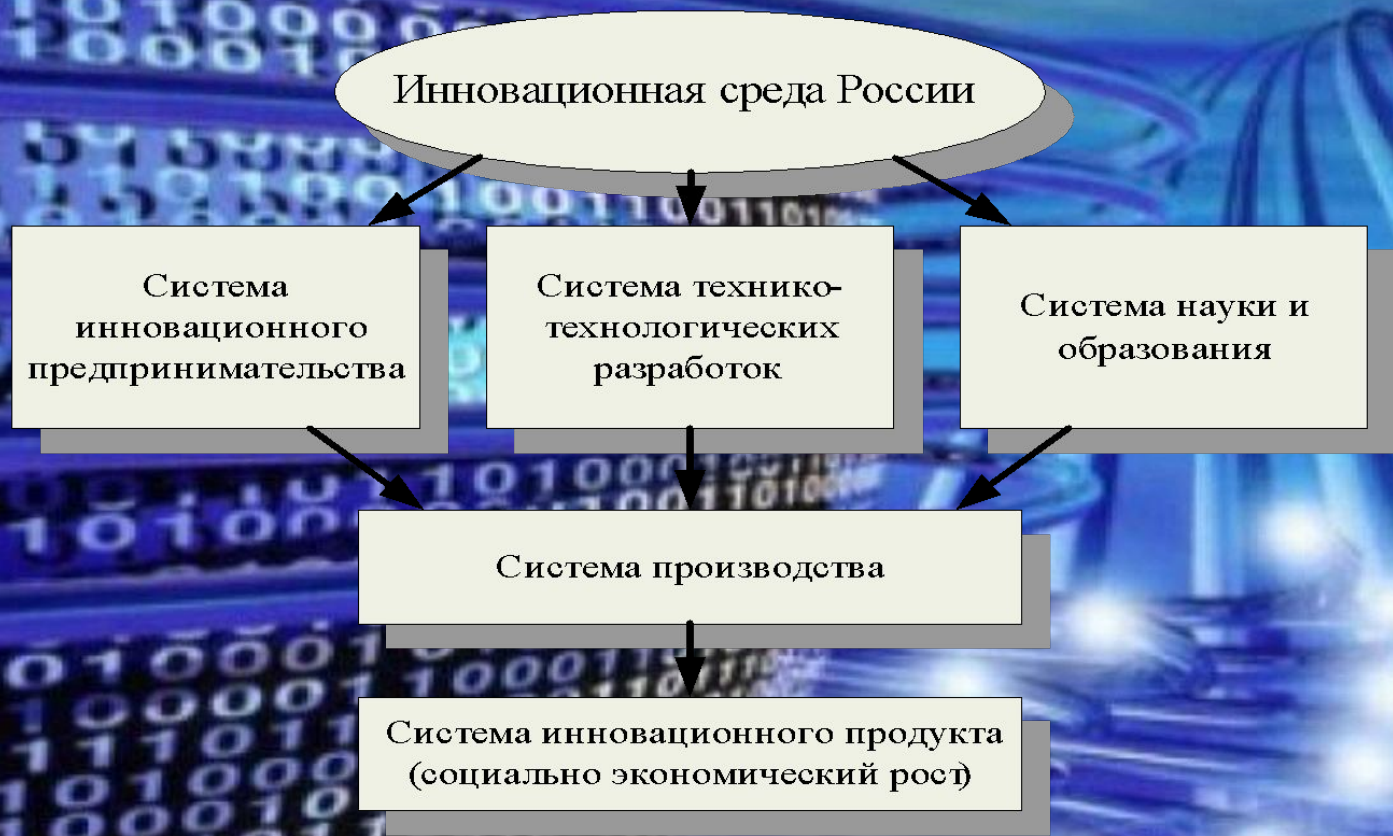 Инновационная среда России
Система
инновационного
предпринимательства
Система технико-
технологических
разработок
Система науки и
образования
Система производства
Система инновационного продукта
(социально экономический рост)